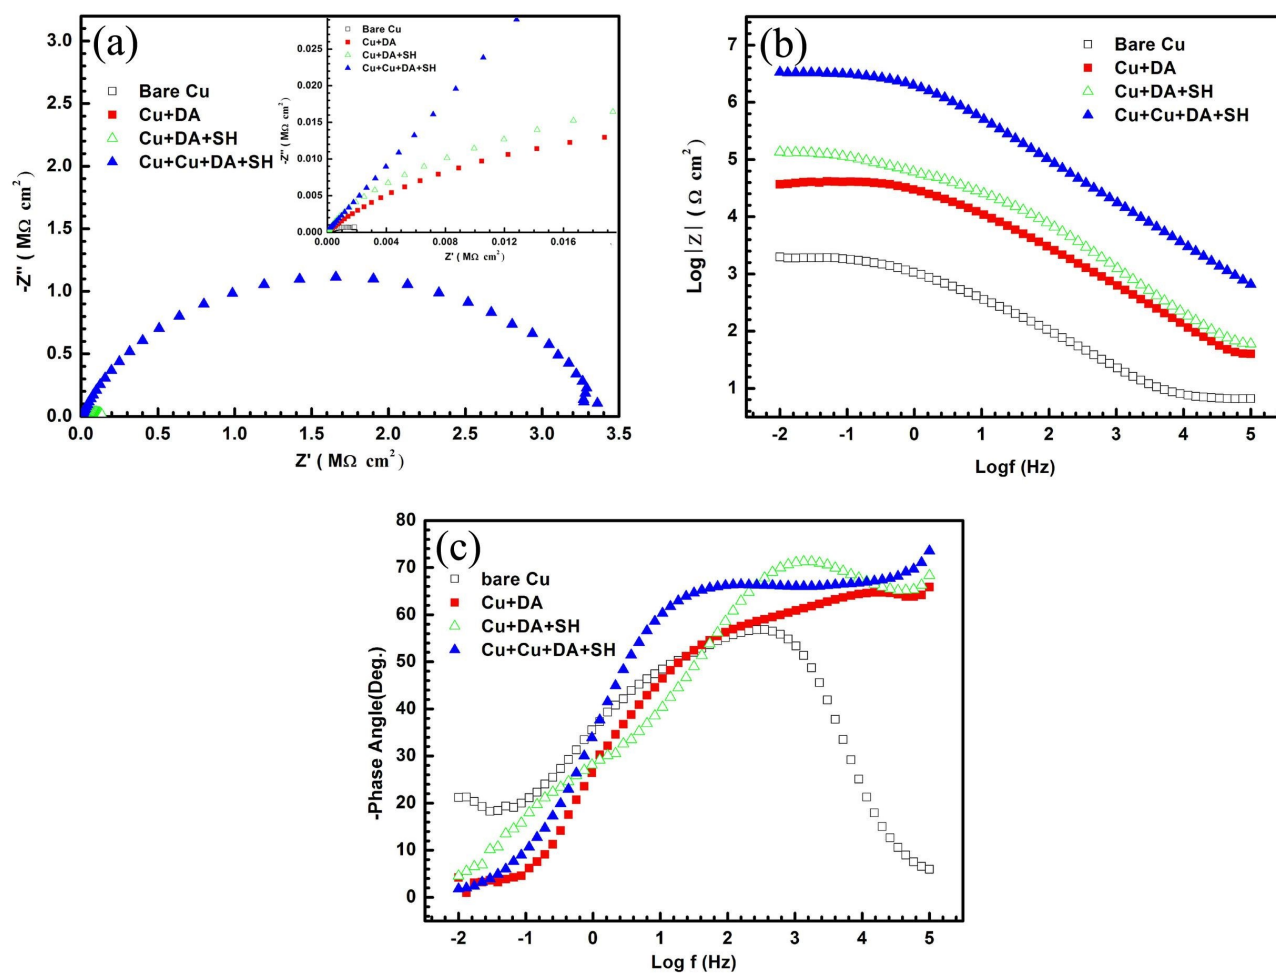 (a)
Bare Cu
Cu+DA
Cu+DA+SH
Cu+Cu+DA+SH
3.0
2.5
2.0
1.5
1.0
0.5
0.0
-Z'' ( MΩ cm²)
0.0 0.5 1.0 1.5 2.0 2.5 3.0 3.5
Z' ( MΩ cm²)
Bare Cu
Cu+DA
Cu+DA+SH
Cu+Cu+DA+SH
0.025
0.020
0.015
0.010
0.005
0.000
-Z'' ( MΩ cm²)
0.000 0.004 0.008 0.012 0.016
Z' ( MΩ cm²)
(b)
Bare Cu
Cu+DA
Cu+DA+SH
Cu+Cu+DA+SH
7
6
5
4
3
2
1
Log |Z| ( Ω cm²)
-2 -1 0 1 2 3 4 5
Logf (Hz)
(c)
bare Cu
Cu+DA
Cu+DA+SH
Cu+Cu+DA+SH
80
70
60
50
40
30
20
10
0
-Phase Angle(Deg.)
-2 -1 0 1 2 3 4 5
Log f (Hz)